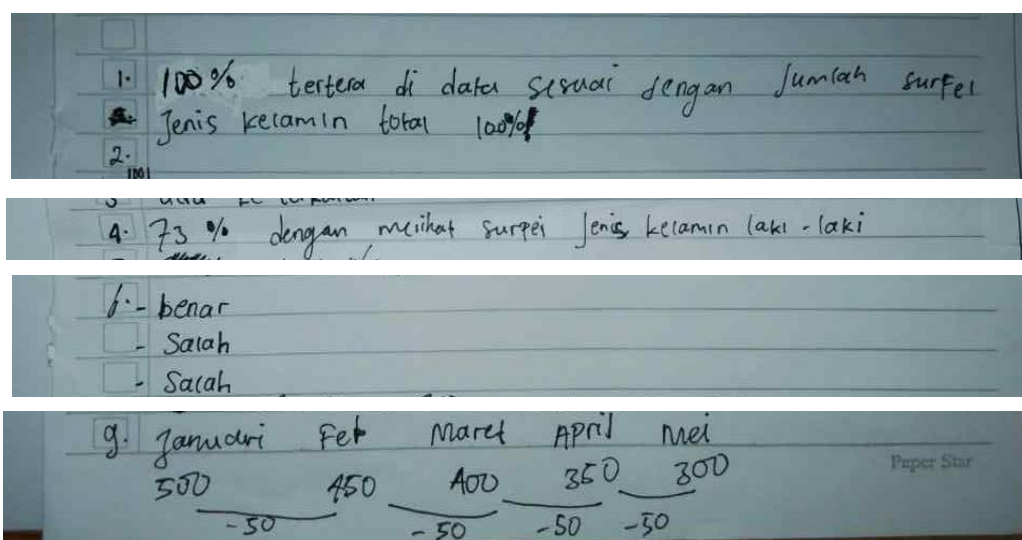 1. 100% tertera di data sesuai dengan Jumlah surfei
Jenis kelamin total 100%
2.
1001
4. 73 % dengan melihat surpei Jenis kelamin laki - laki
- benar
- Salah
- Salah
g. Januari Feb Maret April Mei
Paper Star
500 450 400 350 300
-50 -50 -50 -50